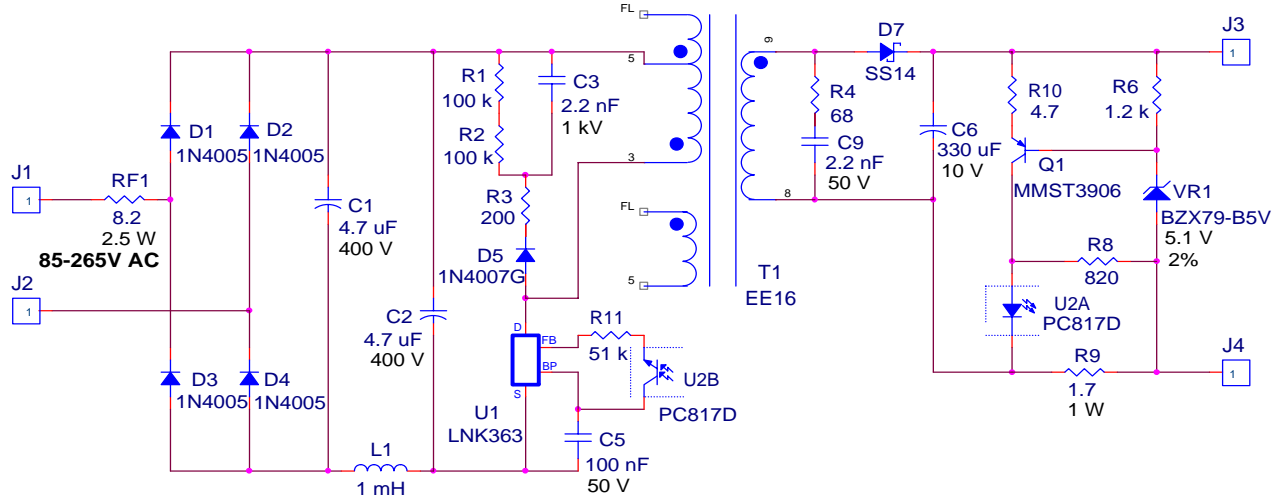 FL
J3
1
D7
SS14
9
5
R1
100 k
C3
2.2 nF
1 kV
R4
68
R10
4.7
R6
1.2 k
D1
1N4005
D2
1N4005
R2
100 k
C9
2.2 nF
50 V
C6
330 uF
10 V
Q1
MMST3906
3
8
J1
1
RF1
8.2
2.5 W
85-265V AC
C1
4.7 uF
400 V
R3
200
FL
VR1
BZX79-B5V
5.1 V
2%
D5
1N4007G
R8
820
T1
EE16
5
J2
1
C2
4.7 uF
400 V
U2A
PC817D
D
FB
BP
S
R11
51 k
U2B
PC817D
J4
1
R9
1.7
1 W
D3
1N4005
D4
1N4005
U1
LNK363
C5
100 nF
50 V
L1
1 mH